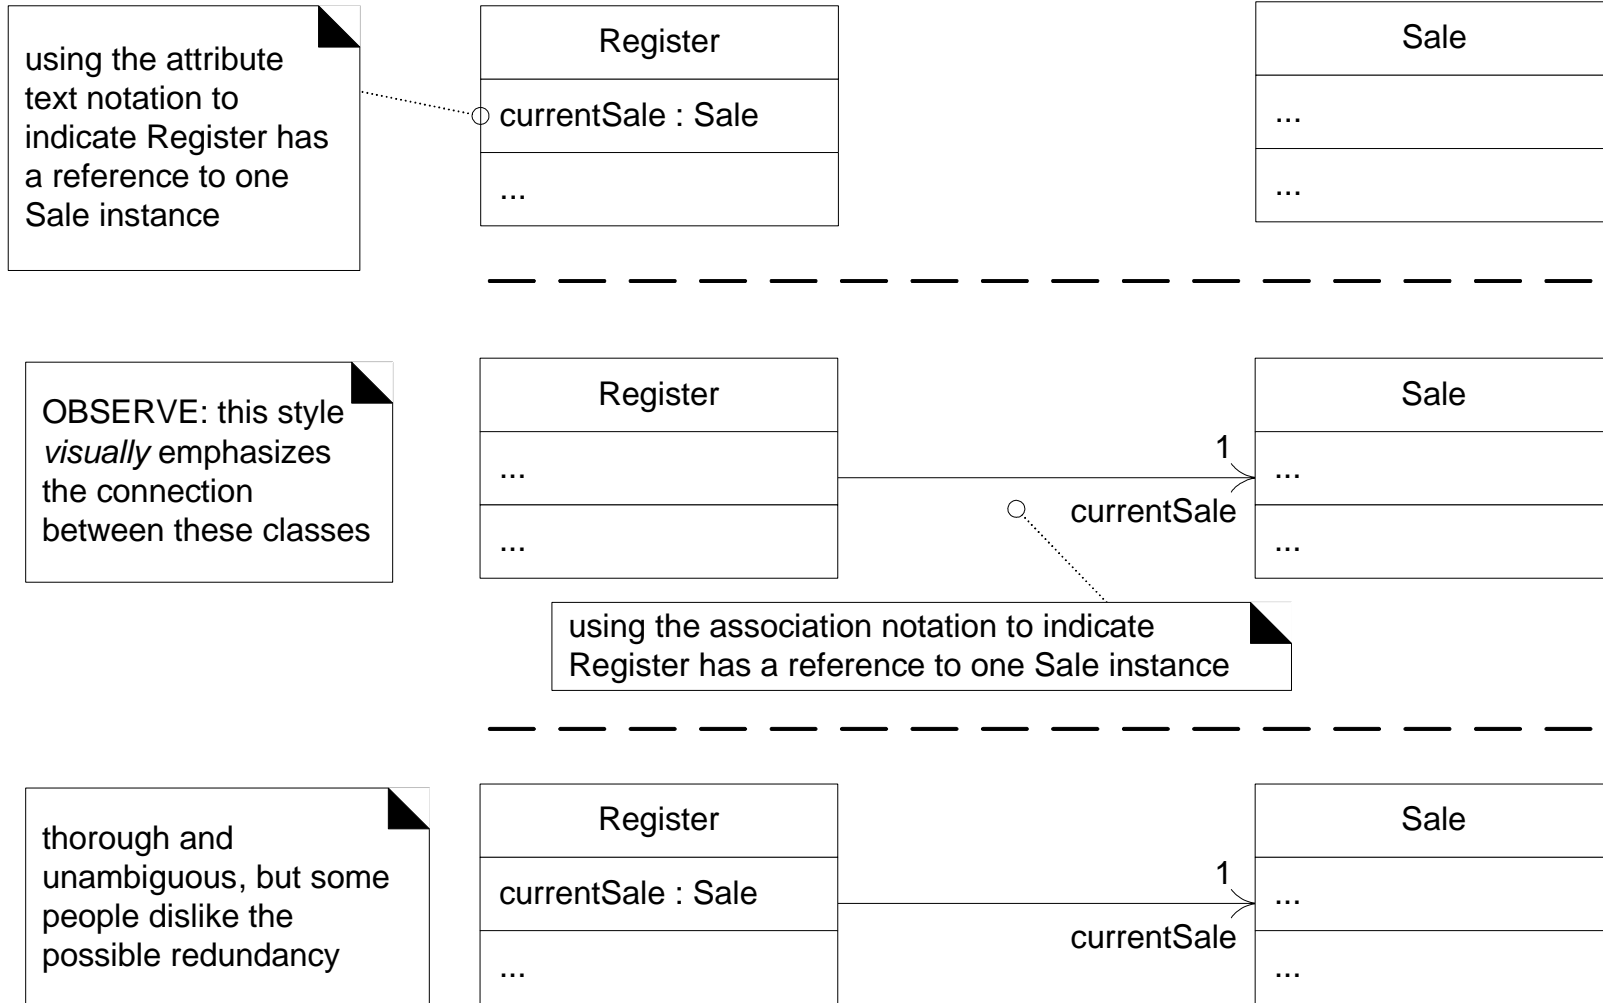 using the attribute
text notation to
indicate Register has
a reference to one
Sale instance
Register
currentSale : Sale
...
Sale
...
...
OBSERVE: this style
visually emphasizes
the connection
between these classes
Register
...
...
1
currentSale
Sale
...
...
using the association notation to indicate
Register has a reference to one Sale instance
thorough and
unambiguous, but some
people dislike the
possible redundancy
Register
currentSale : Sale
...
1
currentSale
Sale
...
...